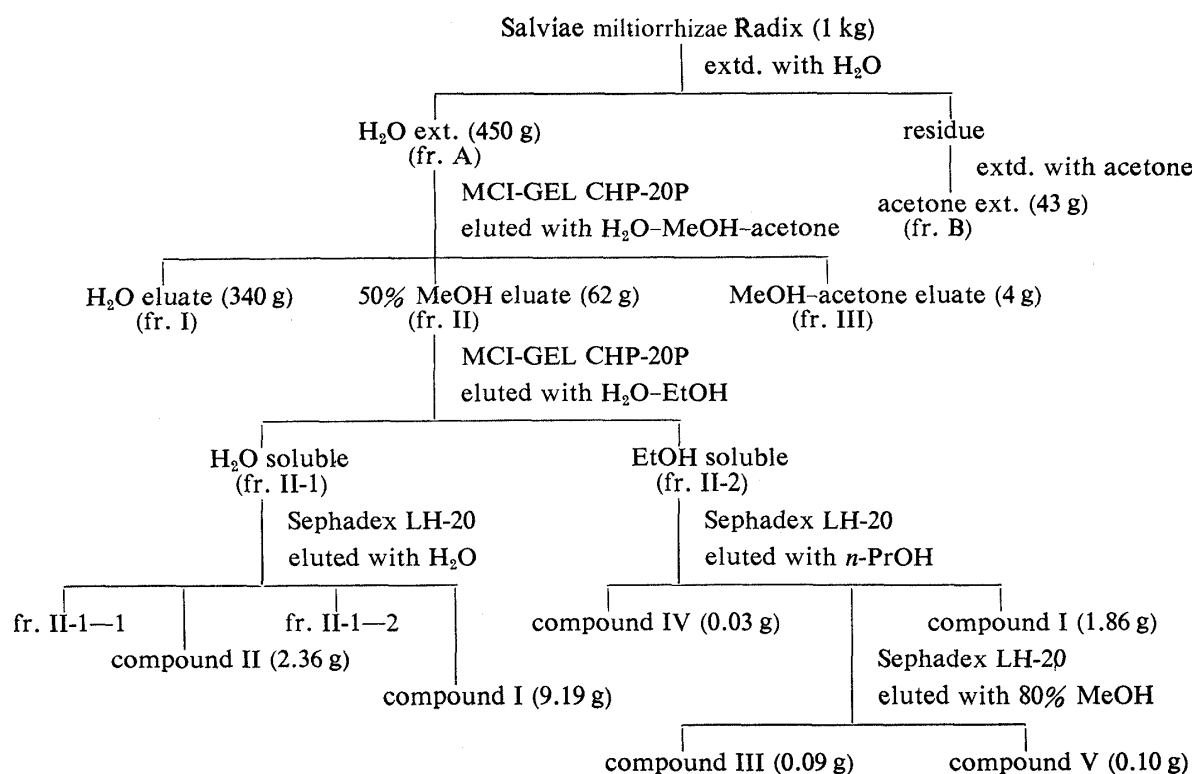 Salviae miltiorrhizae Radix (1 kg)
extd. with H₂O
H₂O ext. (450 g)
(fr. A)
residue
extd. with acetone
MCI-GEL CHP-20P
eluted with H₂O–MeOH–acetone
acetone ext. (43 g)
(fr. B)
H₂O eluate (340 g)
(fr. I)
50% MeOH eluate (62 g)
(fr. II)
MeOH–acetone eluate (4 g)
(fr. III)
MCI-GEL CHP-20P
eluted with H₂O–EtOH
H₂O soluble
(fr. II-1)
EtOH soluble
(fr. II-2)
Sephadex LH-20
eluted with H₂O
Sephadex LH-20
eluted with n-PrOH
fr. II-1—1
compound II (2.36 g)
fr. II-1—2
compound I (9.19 g)
compound IV (0.03 g)
compound I (1.86 g)
Sephadex LH-20
eluted with 80% MeOH
compound III (0.09 g)
compound V (0.10 g)